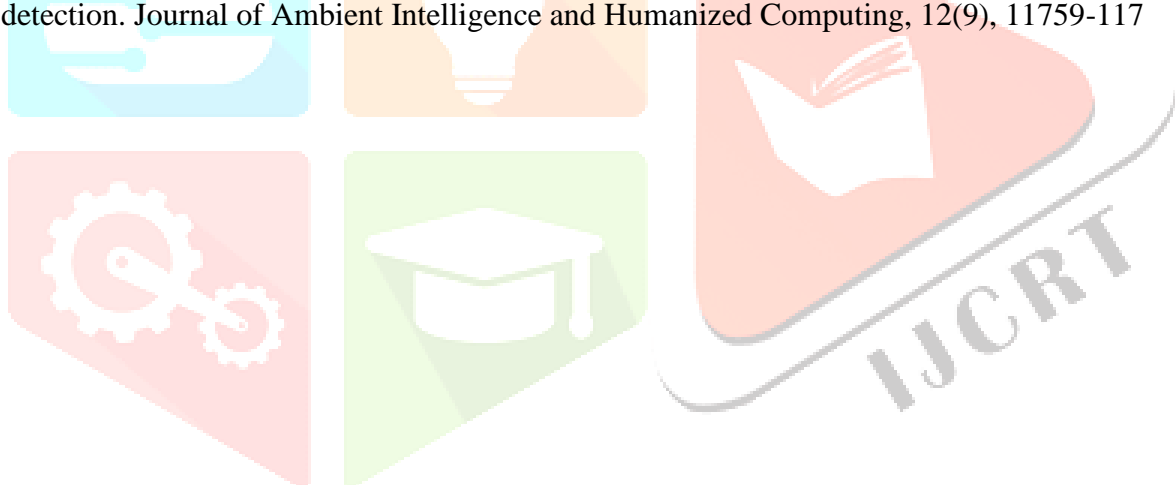 detection. Journal of Ambient Intelligence and Humanized Computing, 12(9), 11759-117
IJCRT